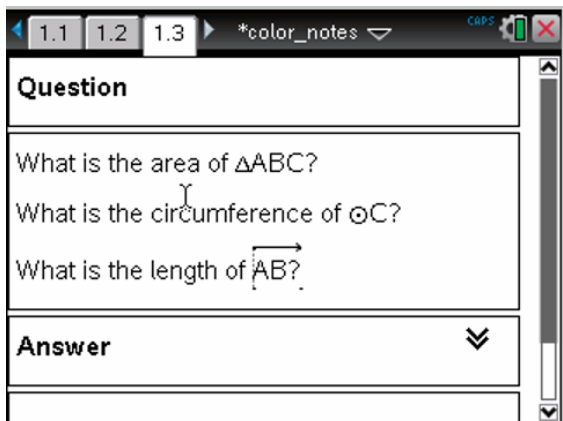 1.1 1.2 1.3 *color_notes CAPS
Question
What is the area of △ABC?
What is the circumference of ⊙C?
What is the length of AB?
Answer